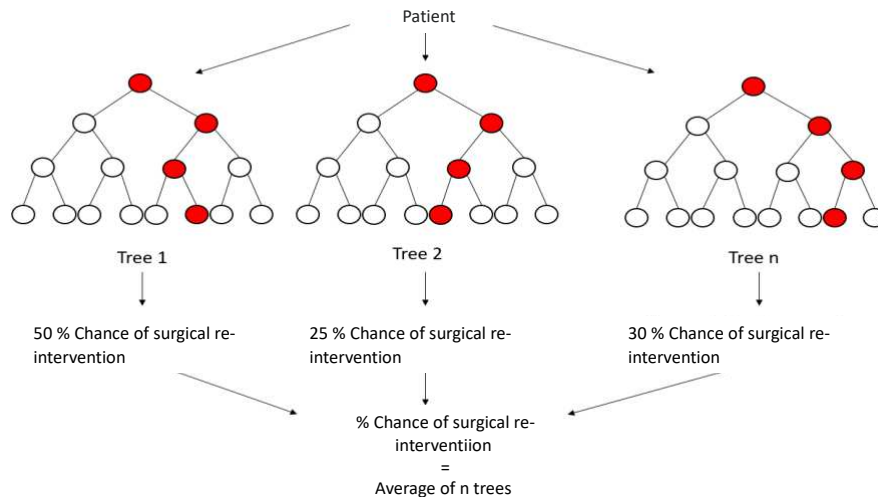 Patient
Tree 1
Tree 2
Tree n
50 % Chance of surgical re-
intervention
25 % Chance of surgical re-
intervention
30 % Chance of surgical re-
intervention
% Chance of surgical re-
interventiion
=
Average of n trees